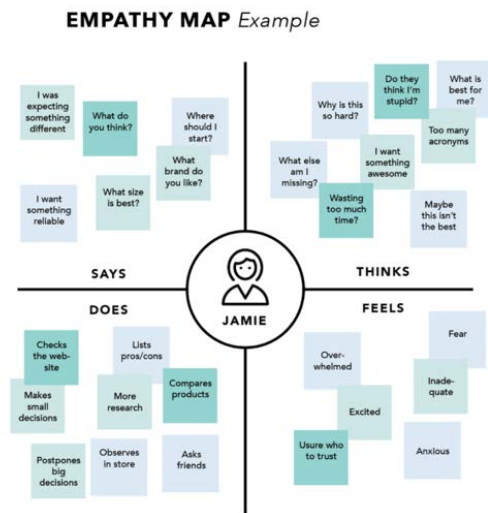 EMPATHY MAP Example
I was
expecting
something
different
What do
you think?
Where
should I
start?
What
brand do
you like?
What size
is best?
I want
something
reliable
SAYS
Do they
think I'm
stupid?
What is
best for
me?
Why is this
so hard?
Too many
acronyms
I want
something
awesome
What else
am I
missing?
Wasting
too much
time?
Maybe
this isn't
the best
THINKS
JAMIE
DOES
Checks
the web-
site
Lists
pros/cons
Compares
products
Makes
small
decisions
More
research
Postpones
big
decisions
Observes
in store
Asks
friends
FEELS
Fear
Over-
whelmed
Inade-
quate
Excited
Usure who
to trust
Anxious